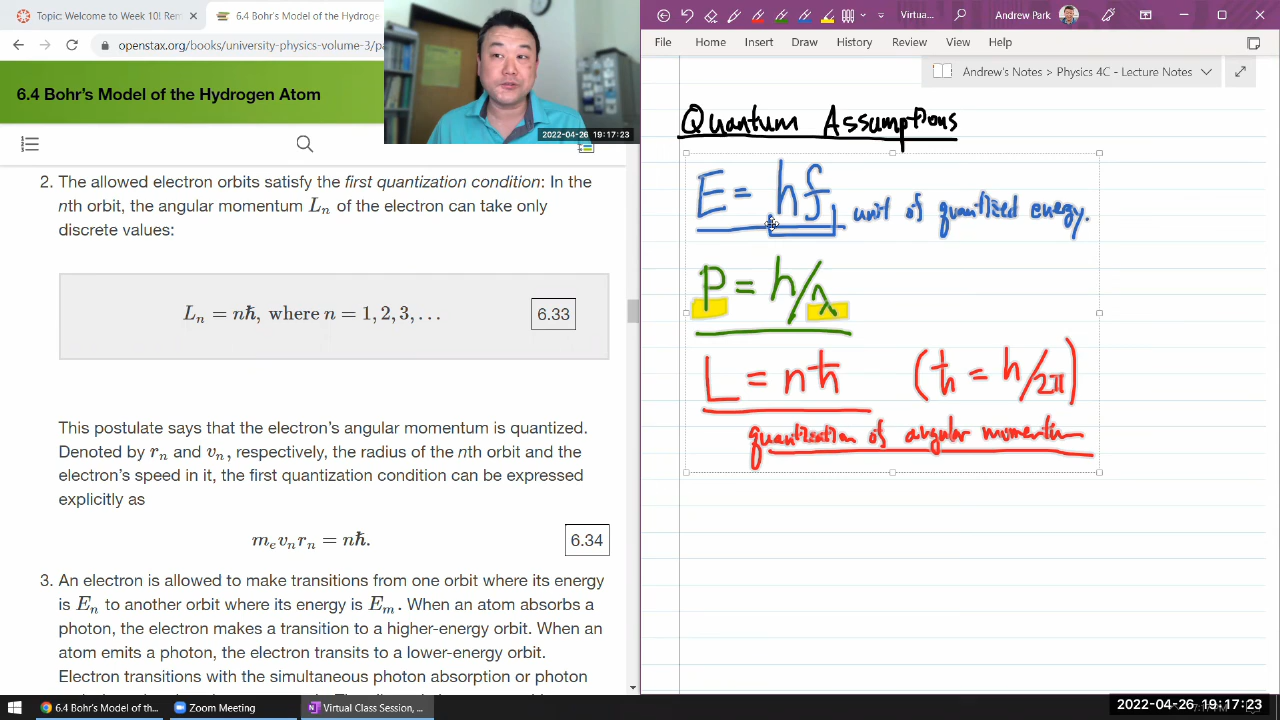 Topic: Welcome to Week 10! Rem
6.4 Bohr's Model of the Hydroge
openstax.org/books/university-physics-volume-3/pa
6.4 Bohr's Model of the Hydrogen Atom
2022-04-26 19:17:23
2. The allowed electron orbits satisfy the first quantization condition: In the
nth orbit, the angular momentum Lₙ of the electron can take only
discrete values:
Lₙ = nℏ, where n = 1, 2, 3, . . .
6.33
This postulate says that the electron's angular momentum is quantized.
Denoted by rₙ and vₙ, respectively, the radius of the nth orbit and the
electron's speed in it, the first quantization condition can be expressed
explicitly as
mₑvₙrₙ = nℏ.
6.34
3. An electron is allowed to make transitions from one orbit where its energy
is Eₙ to another orbit where its energy is Eₘ. When an atom absorbs a
photon, the electron makes a transition to a higher-energy orbit. When an
atom emits a photon, the electron transits to a lower-energy orbit.
Electron transitions with the simultaneous photon absorption or photon
Virtua...
Andrew Park
File Home Insert Draw History Review View Help
Andrew's Notes > Physics 4C - Lecture Notes
Quantum Assumptions
E = hf
unit of quantized energy.
P = h/λ
L = nℏ (ℏ = h/2π)
quantization of angular momentum
6.4 Bohr's Model of th...
Zoom Meeting
Virtual Class Session, ...
2022-04-26 19:17:23